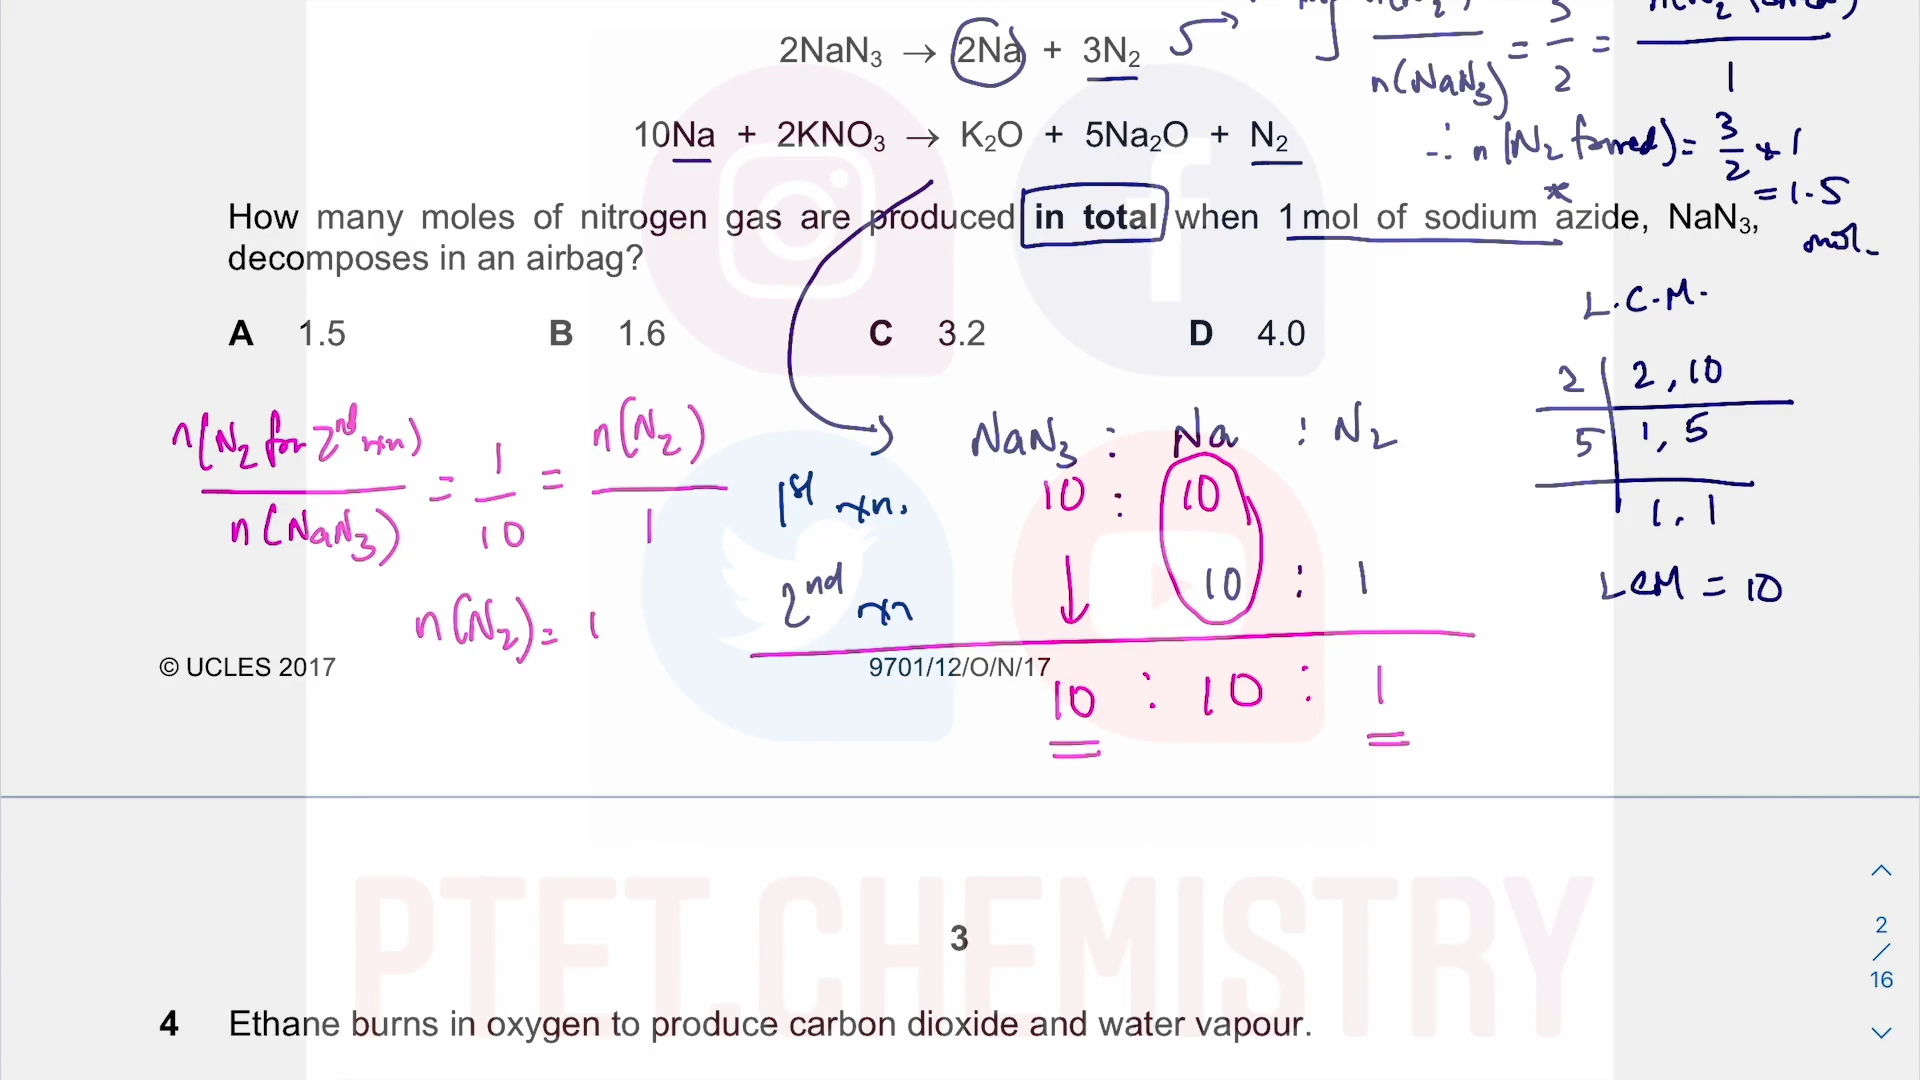 2NaN₃ → 2Na + 3N₂
n(NaN₃) = 3/2 = 1
10Na + 2KNO₃ → K₂O + 5Na₂O + N₂
∴ n(N₂ formed) = 3/2 * 1
= 1.5
mol.
How many moles of nitrogen gas are produced in total when 1 mol of sodium azide, NaN₃,
decomposes in an airbag?
A 1.5 B 1.6 C 3.2 D 4.0
L.C.M.
2 | 2, 10
5 | 1, 5
1, 1
LCM = 10
n(N₂ for 2nd rxn) / n(NaN₃) = 1/10 = n(N₂) / 1
n(N₂) = 1
NaN₃ : Na : N₂
1st rxn. 10 : 10
2nd rxn 10 : 1
10 : 10 : 1
© UCLES 2017 9701/12/O/N/17
PTET.CHEMISTRY
3
2
/
16
4 Ethane burns in oxygen to produce carbon dioxide and water vapour.